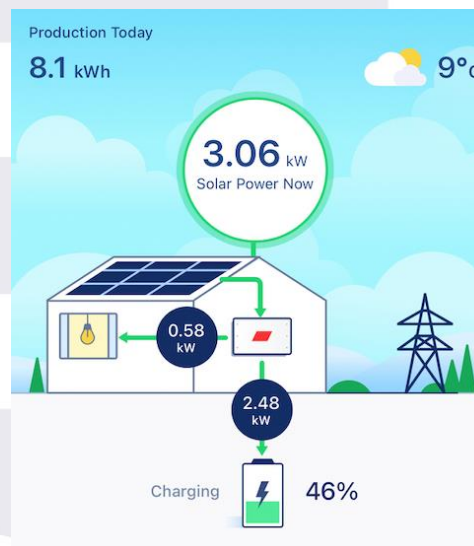 Production Today
8.1 kWh
9°c
3.06 kW
Solar Power Now
0.58
kW
2.48
kW
Charging
46%